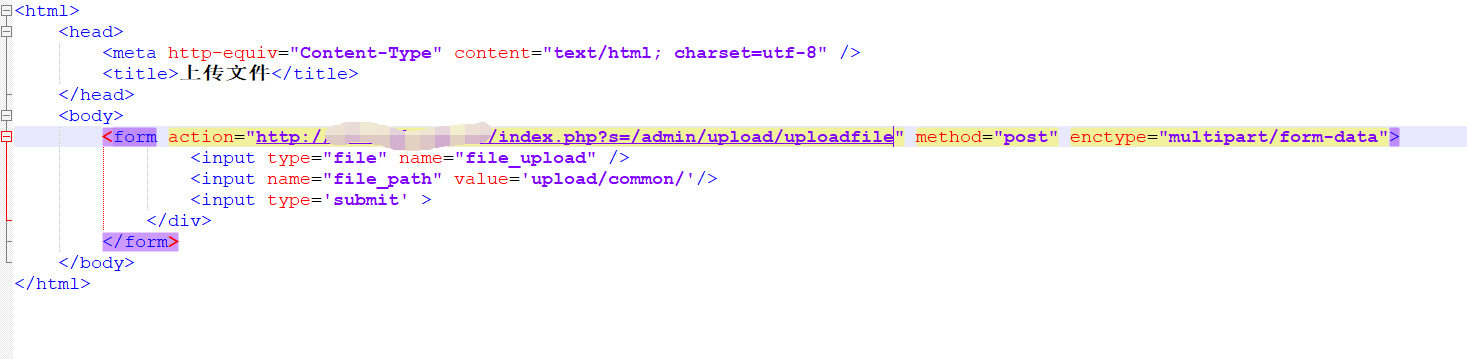 <html>
<head>
<meta http-equiv="Content-Type" content="text/html; charset=utf-8" />
<title>上传文件</title>
</head>
<body>
<form action="http:/ /index.php?s=/admin/upload/uploadfile" method="post" enctype="multipart/form-data">
<input type="file" name="file_upload" />
<input name="file_path" value='upload/common/'/>
<input type='submit' >
</div>
</form>
</body>
</html>